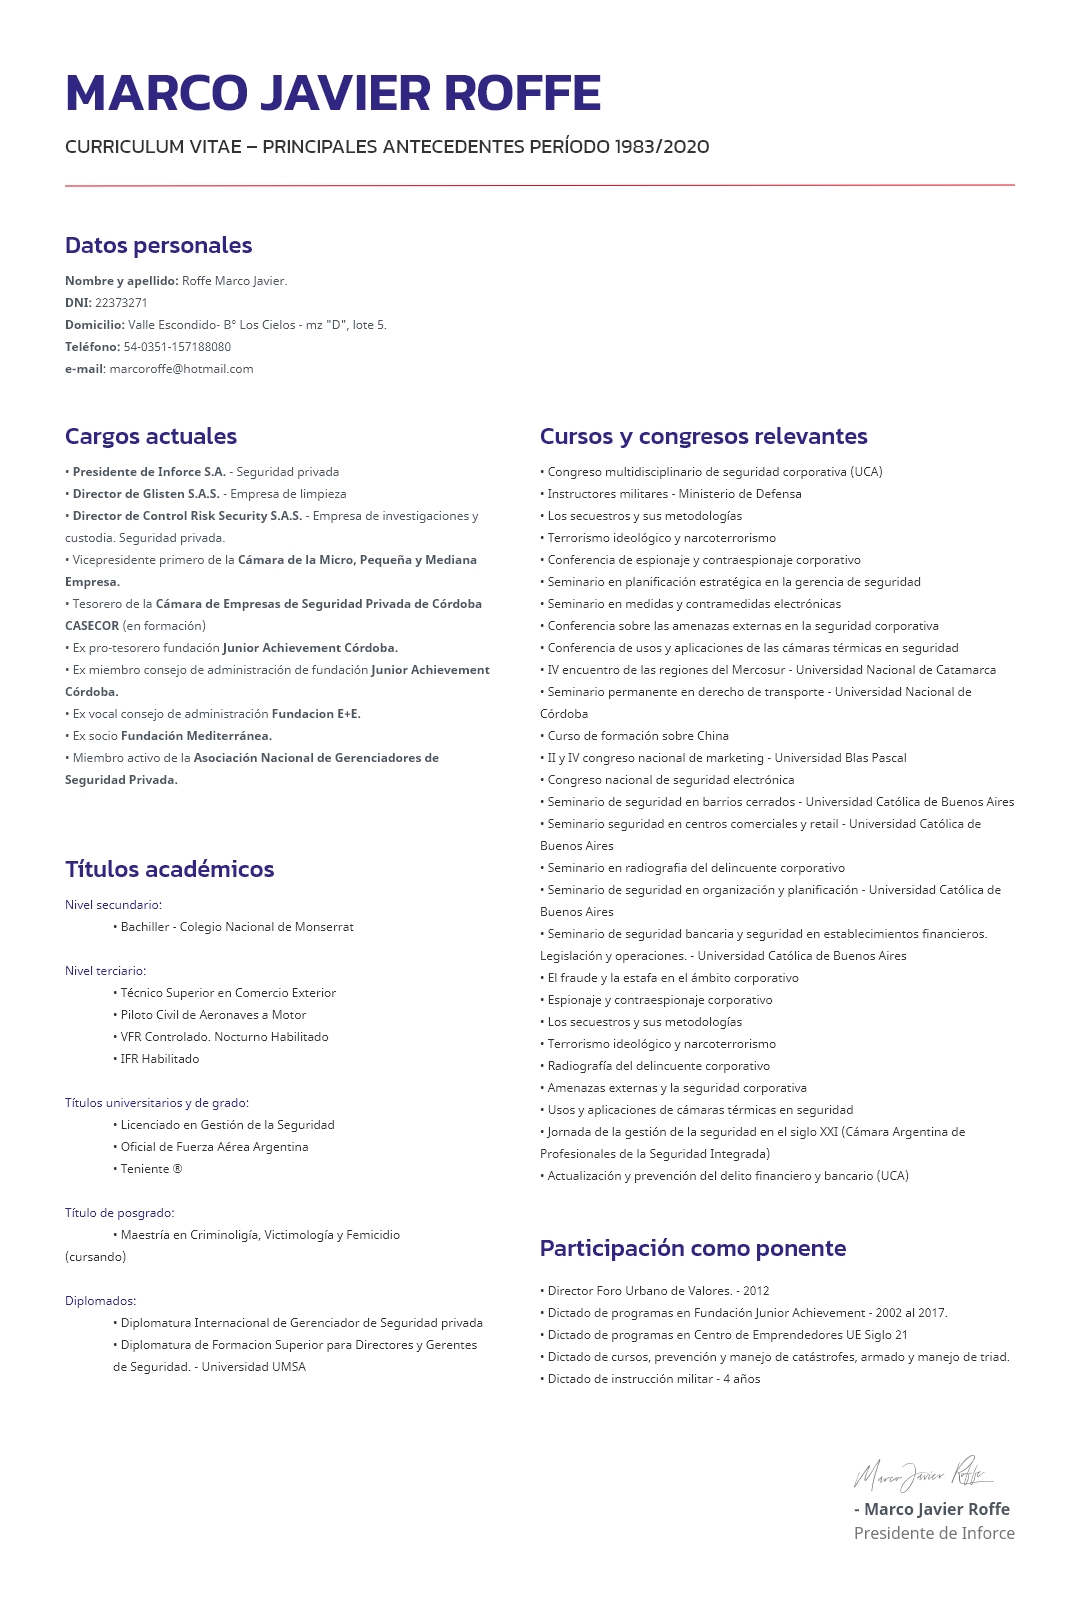 MARCO JAVIER ROFFE
CURRICULUM VITAE – PRINCIPALES ANTECEDENTES PERÍODO 1983/2020
Datos personales
Nombre y apellido: Roffe Marco Javier.
DNI: 22373271
Domicilio: Valle Escondido- B° Los Cielos - mz "D", lote 5.
Teléfono: 54-0351-157188080
e-mail: marcoroffe@hotmail.com
Cargos actuales
• Presidente de Inforce S.A. - Seguridad privada
• Director de Glisten S.A.S. - Empresa de limpieza
• Director de Control Risk Security S.A.S. - Empresa de investigaciones y
custodia. Seguridad privada.
• Vicepresidente primero de la Cámara de la Micro, Pequeña y Mediana
Empresa.
• Tesorero de la Cámara de Empresas de Seguridad Privada de Córdoba
CASECOR (en formación)
• Ex pro-tesorero fundación Junior Achievement Córdoba.
• Ex miembro consejo de administración de fundación Junior Achievement
Córdoba.
• Ex vocal consejo de administración Fundacion E+E.
• Ex socio Fundación Mediterránea.
• Miembro activo de la Asociación Nacional de Gerenciadores de
Seguridad Privada.
Títulos académicos
Nivel secundario:
• Bachiller - Colegio Nacional de Monserrat
Nivel terciario:
• Técnico Superior en Comercio Exterior
• Piloto Civil de Aeronaves a Motor
• VFR Controlado. Nocturno Habilitado
• IFR Habilitado
Títulos universitarios y de grado:
• Licenciado en Gestión de la Seguridad
• Oficial de Fuerza Aérea Argentina
• Teniente ®
Título de posgrado:
• Maestría en Criminoligía, Victimología y Femicidio
(cursando)
Diplomados:
• Diplomatura Internacional de Gerenciador de Seguridad privada
• Diplomatura de Formacion Superior para Directores y Gerentes
de Seguridad. - Universidad UMSA
Cursos y congresos relevantes
• Congreso multidisciplinario de seguridad corporativa (UCA)
• Instructores militares - Ministerio de Defensa
• Los secuestros y sus metodologías
• Terrorismo ideológico y narcoterrorismo
• Conferencia de espionaje y contraespionaje corporativo
• Seminario en planificación estratégica en la gerencia de seguridad
• Seminario en medidas y contramedidas electrónicas
• Conferencia sobre las amenazas externas en la seguridad corporativa
• Conferencia de usos y aplicaciones de las cámaras térmicas en seguridad
• IV encuentro de las regiones del Mercosur - Universidad Nacional de Catamarca
• Seminario permanente en derecho de transporte - Universidad Nacional de
Córdoba
• Curso de formación sobre China
• II y IV congreso nacional de marketing - Universidad Blas Pascal
• Congreso nacional de seguridad electrónica
• Seminario de seguridad en barrios cerrados - Universidad Católica de Buenos Aires
• Seminario seguridad en centros comerciales y retail - Universidad Católica de
Buenos Aires
• Seminario en radiografia del delincuente corporativo
• Seminario de seguridad en organización y planificación - Universidad Católica de
Buenos Aires
• Seminario de seguridad bancaria y seguridad en establecimientos financieros.
Legislación y operaciones. - Universidad Católica de Buenos Aires
• El fraude y la estafa en el ámbito corporativo
• Espionaje y contraespionaje corporativo
• Los secuestros y sus metodologías
• Terrorismo ideológico y narcoterrorismo
• Radiografía del delincuente corporativo
• Amenazas externas y la seguridad corporativa
• Usos y aplicaciones de cámaras térmicas en seguridad
• Jornada de la gestión de la seguridad en el siglo XXI (Cámara Argentina de
Profesionales de la Seguridad Integrada)
• Actualización y prevención del delito financiero y bancario (UCA)
Participación como ponente
• Director Foro Urbano de Valores. - 2012
• Dictado de programas en Fundación Junior Achievement - 2002 al 2017.
• Dictado de programas en Centro de Emprendedores UE Siglo 21
• Dictado de cursos, prevención y manejo de catástrofes, armado y manejo de triad.
• Dictado de instrucción militar - 4 años
Marco Javier Roffe
- Marco Javier Roffe
Presidente de Inforce